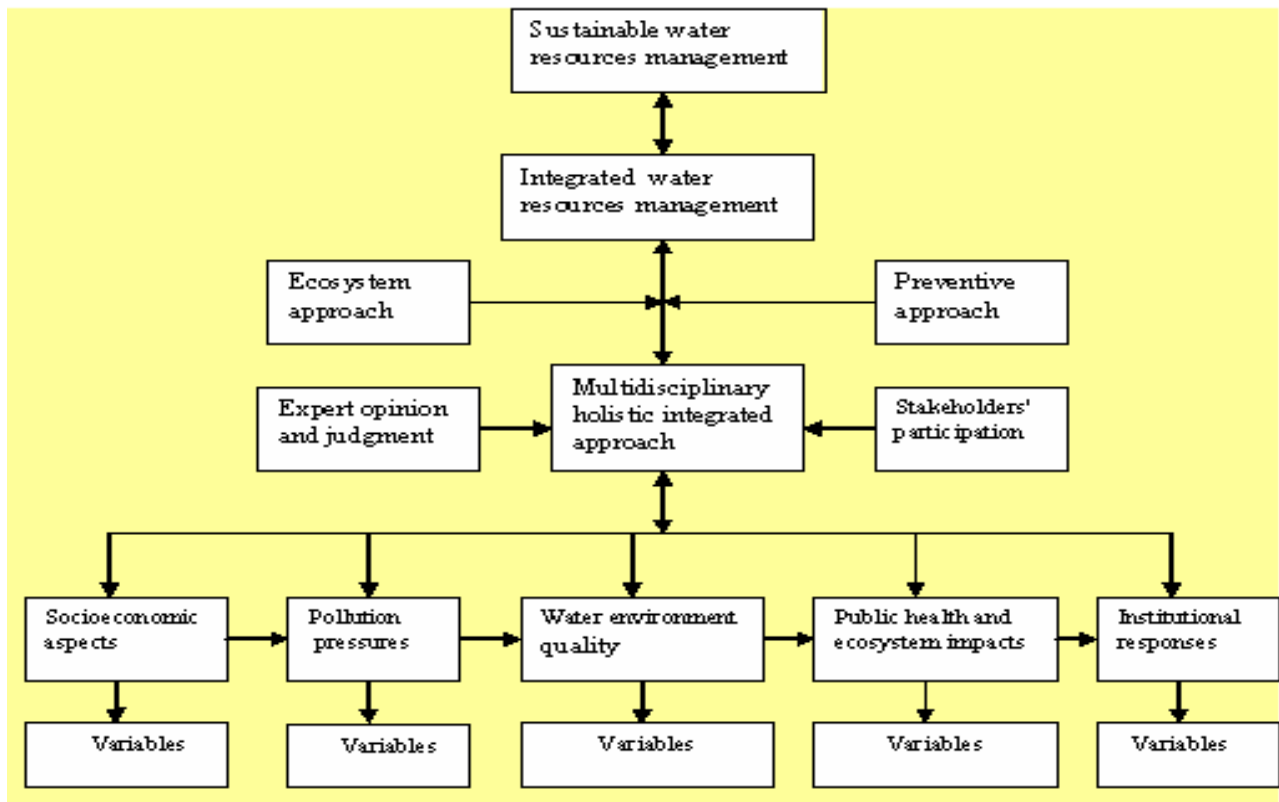 Sustainable water
resources management
Integrated water
resources management
Ecosystem
approach
Preventive
approach
Expert opinion
and judgment
Multidisciplinary
holistic integrated
approach
Stakeholders'
participation
Socioeconomic
aspects
Pollution
pressures
Water environment
quality
Public health and
ecosystem impacts
Institutional
responses
Variables
Variables
Variables
Variables
Variables